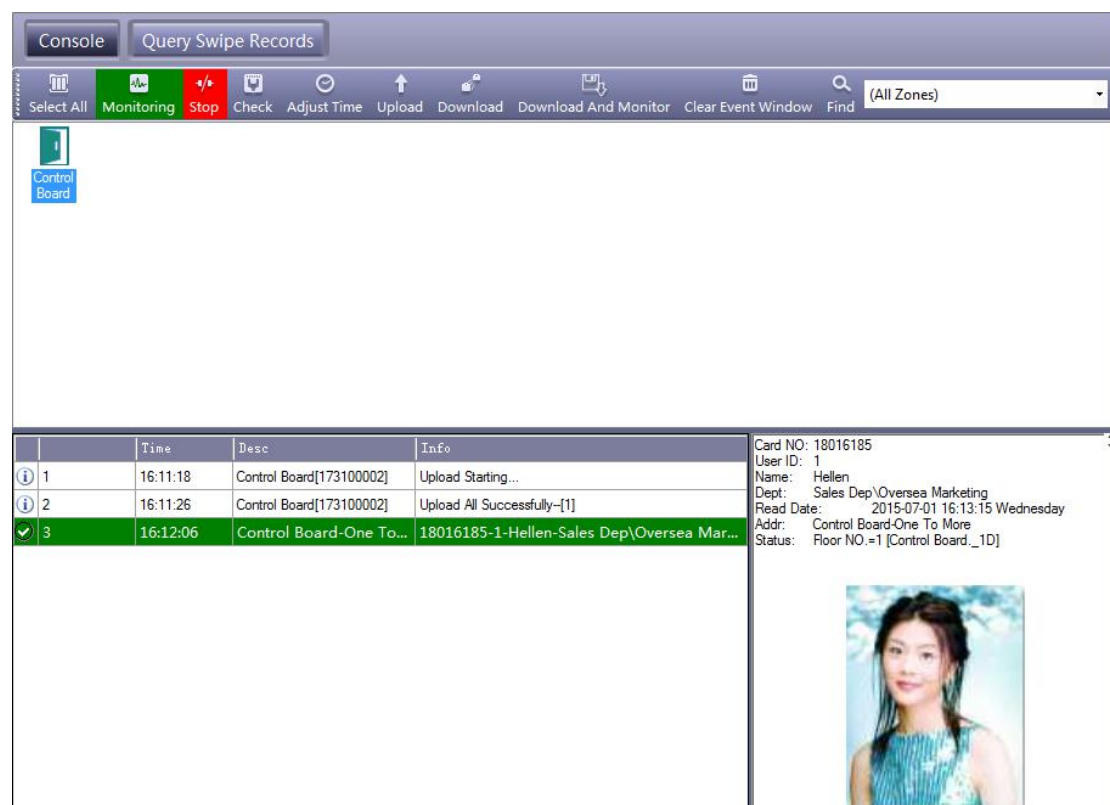 Console Query Swipe Records
Select All Monitoring Stop Check Adjust Time Upload Download Download And Monitor Clear Event Window Find (All Zones)
Control
Board
Time Desc Info
1 16:11:18 Control Board[173100002] Upload Starting...
2 16:11:26 Control Board[173100002] Upload All Successfully--[1]
3 16:12:06 Control Board-One To... 18016185-1-Hellen-Sales Dep\Oversea Mar...
Card NO: 18016185
User ID: 1
Name: Hellen
Dept: Sales Dep\Oversea Marketing
Read Date: 2015-07-01 16:13:15 Wednesday
Addr: Control Board-One To More
Status: Floor NO.=1 [Control Board._1D]